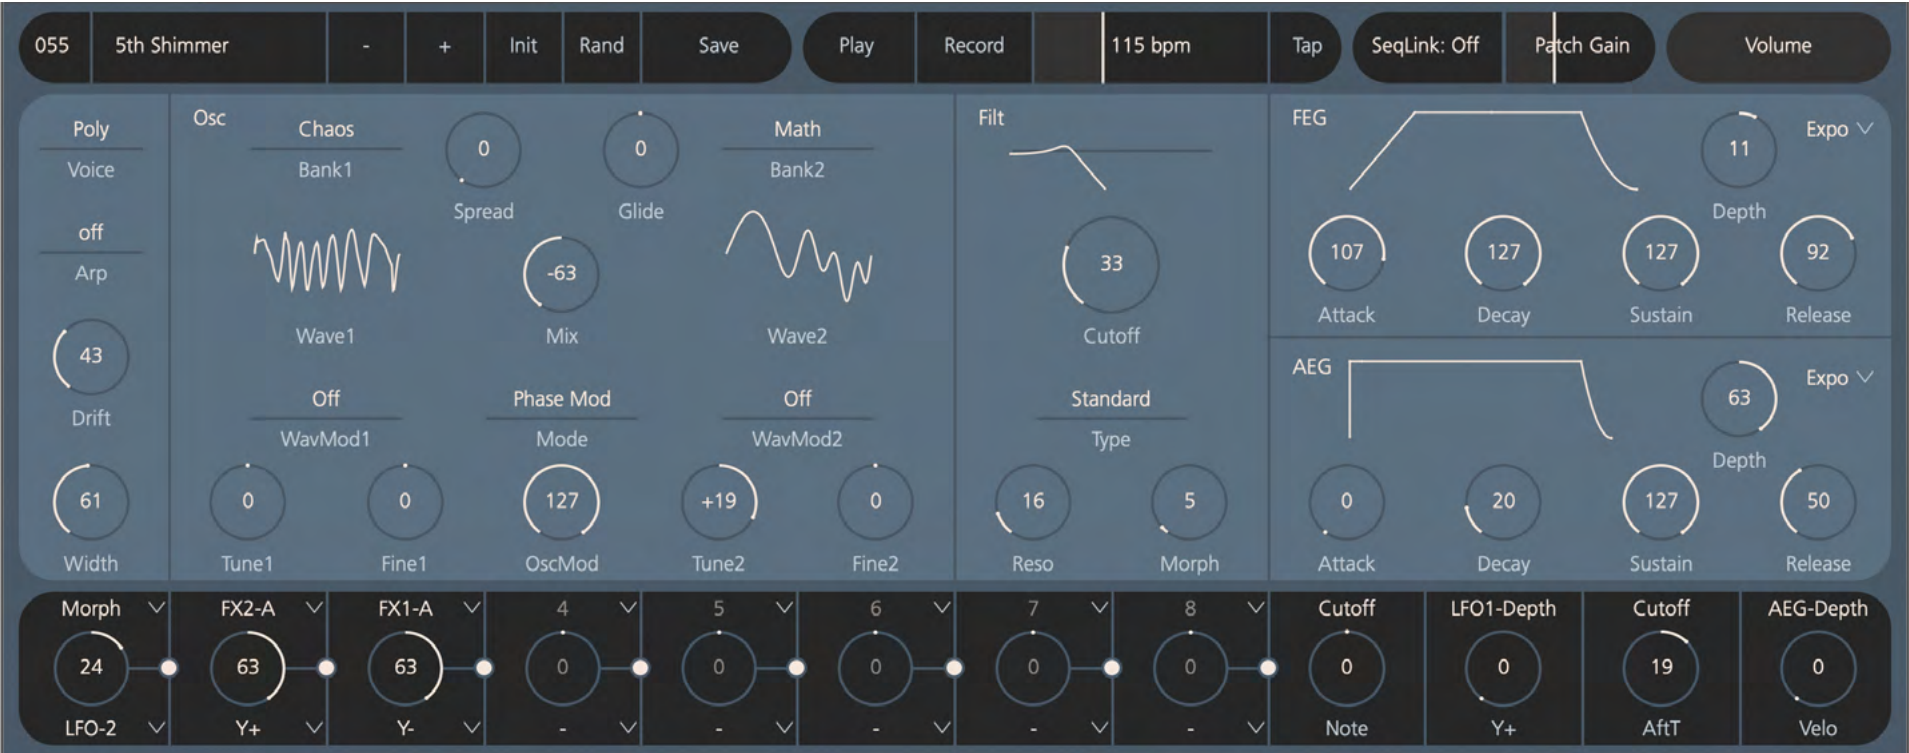 055 5th Shimmer - + Init Rand Save Play Record 115 bpm Tap SeqLink: Off Patch Gain Volume
Poly
Voice
off
Arp
43
Drift
61
Width
Osc
Chaos
Bank1
0
Spread
0
Glide
Math
Bank2
Wave1
-63
Mix
Wave2
Off
WavMod1
Phase Mod
Mode
Off
WavMod2
0
Tune1
0
Fine1
127
OscMod
+19
Tune2
0
Fine2
Filt
33
Cutoff
Standard
Type
16
Reso
5
Morph
FEG
11
Depth
Expo
107
Attack
127
Decay
127
Sustain
92
Release
AEG
63
Depth
Expo
0
Attack
20
Decay
127
Sustain
50
Release
Morph
24
LFO-2
FX2-A
63
Y+
FX1-A
63
Y-
4
0
-
5
0
-
6
0
-
7
0
-
8
0
-
Cutoff
0
Note
LFO1-Depth
0
Y+
Cutoff
19
AftT
AEG-Depth
0
Velo